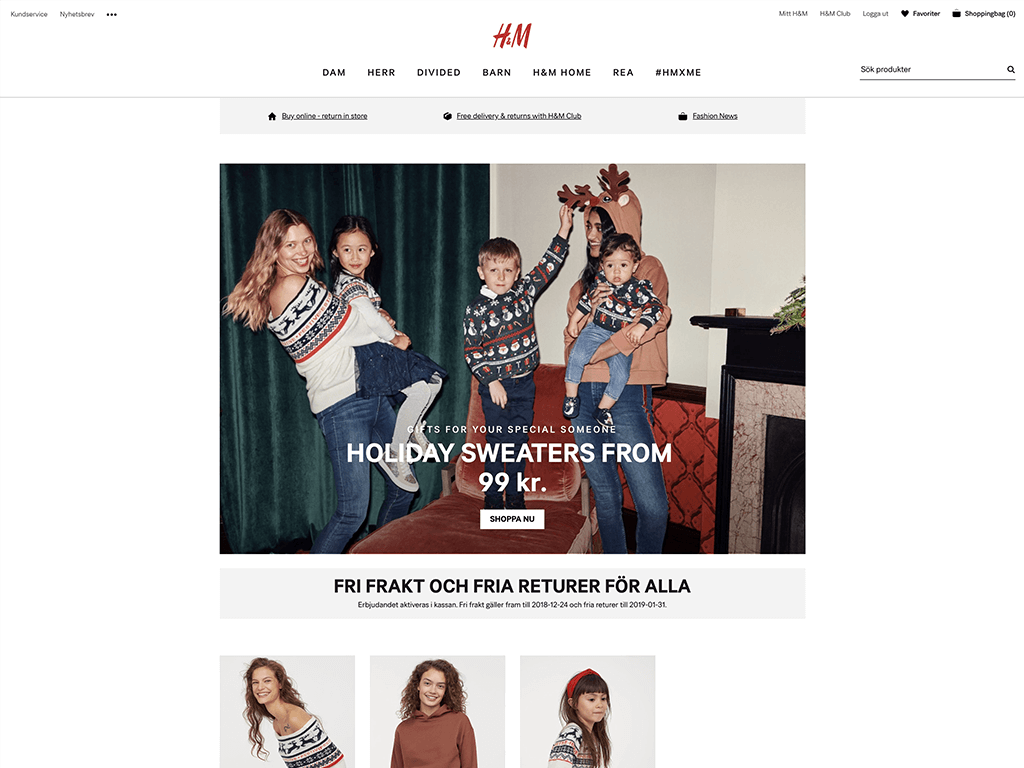 Kundservice
Nyhetsbrev
Mitt H&M
H&M Club
Logga ut
Favoriter
Shoppingbag (0)
H&M
DAM
HERR
DIVIDED
BARN
H&M HOME
REA
#HMXME
Sök produkter
Buy online - return in store
Free delivery & returns with H&M Club
Fashion News
GIFTS FOR YOUR SPECIAL SOMEONE
HOLIDAY SWEATERS FROM
99 kr.
SHOPPA NU
FRI FRAKT OCH FRIA RETURER FÖR ALLA
Erbjudandet aktiveras i kassan. Fri frakt gäller fram till 2018-12-24 och fria returer till 2019-01-31.